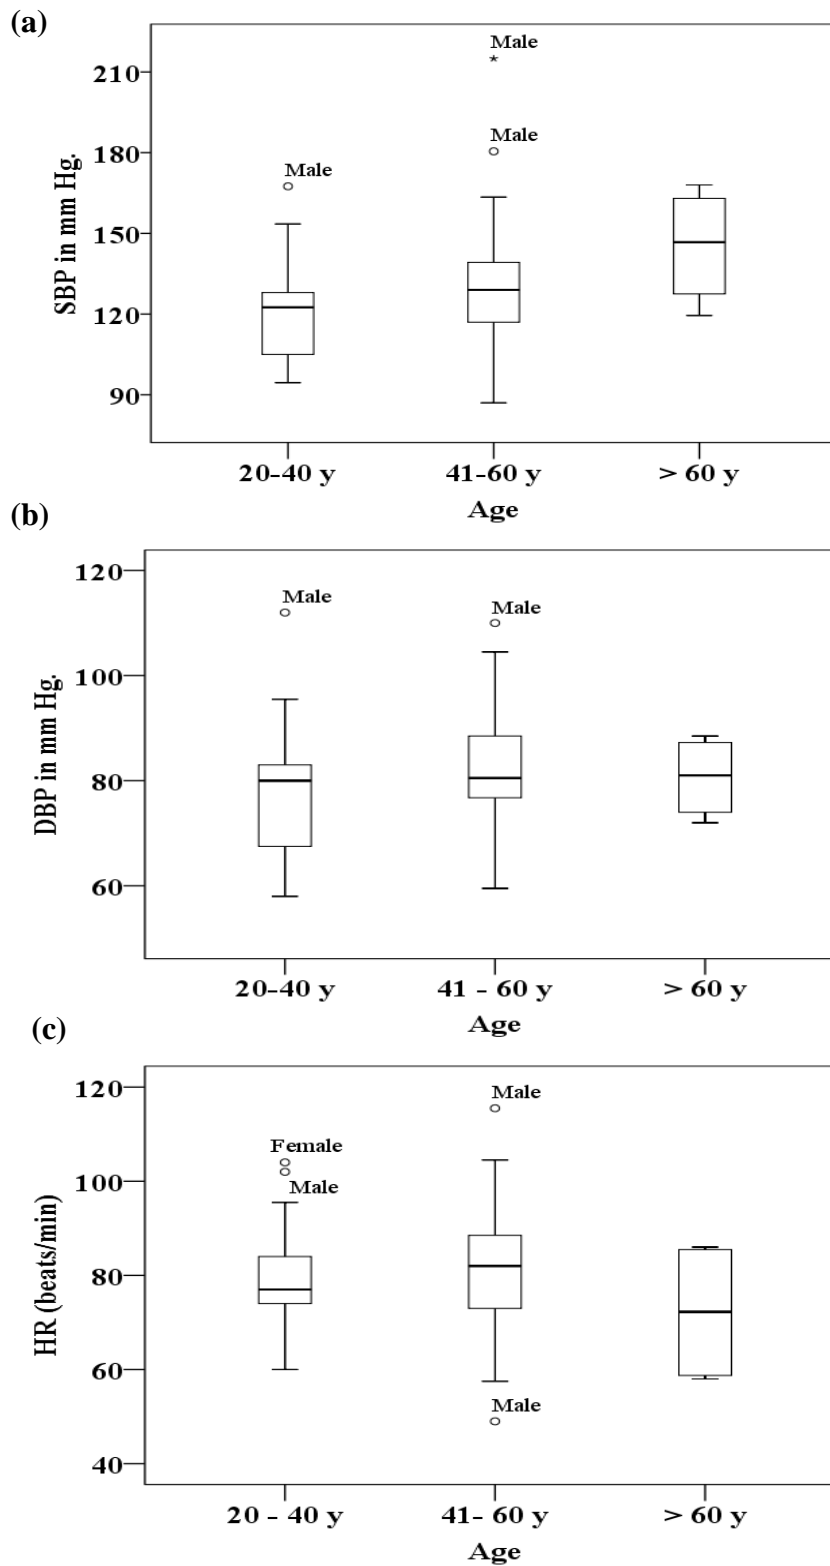 (a)
Male
Male
Male
210
180
150
120
90
SBP in mm Hg.
20-40 y 41-60 y > 60 y
Age
(b)
Male
Male
120
100
80
60
DBP in mm Hg.
20-40 y 41 - 60 y > 60 y
Age
(c)
Male
Female
Male
Male
120
100
80
60
40
HR (beats/min)
20 - 40 y 41- 60 y > 60 y
Age